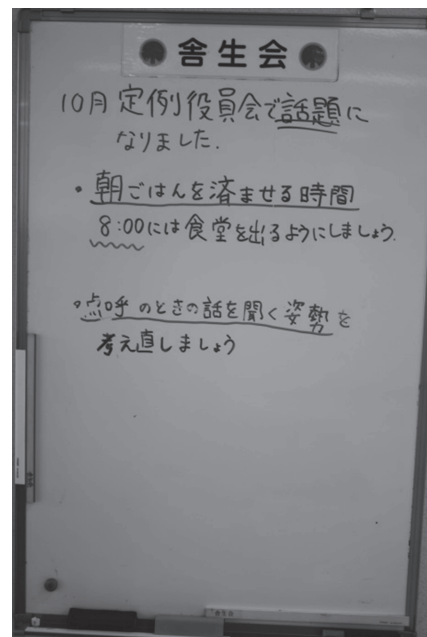 舎生会
10月定例役員会で話題に
なりました.
・朝ごはんを済ませる時間
8:00には食堂を出るようにしましょう.
・点呼のときの話を聞く姿勢を
考え直しましょう